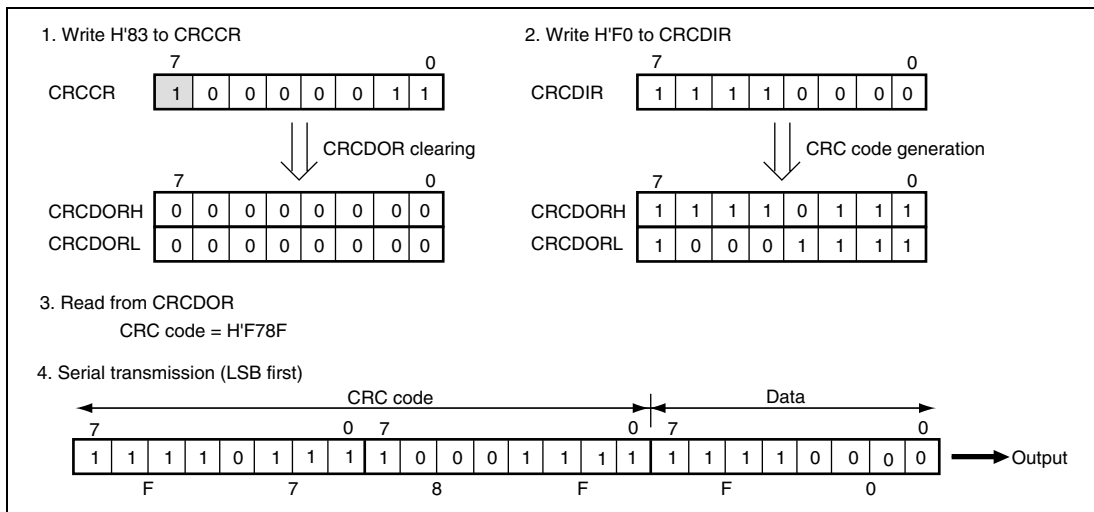 1. Write H'83 to CRCCR
7 0
CRCCR 1 0 0 0 0 0 1 1
CRCDOR clearing
7 0
CRCDORH 0 0 0 0 0 0 0 0
CRCDORL 0 0 0 0 0 0 0 0
2. Write H'F0 to CRCDIR
7 0
CRCDIR 1 1 1 1 0 0 0 0
CRC code generation
7 0
CRCDORH 1 1 1 1 0 1 1 1
CRCDORL 1 0 0 0 1 1 1 1
3. Read from CRCDOR
CRC code = H'F78F
4. Serial transmission (LSB first)
CRC code Data
7 0 7 0 7 0
1 1 1 1 0 1 1 1 1 0 0 0 1 1 1 1 1 1 1 1 0 0 0 0 Output
F 7 8 F F 0